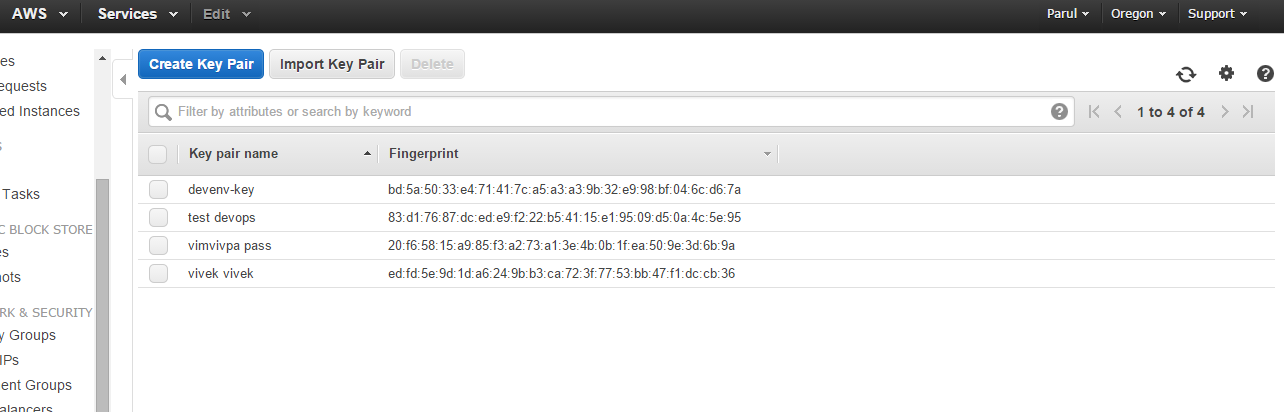 AWS Services Edit Parul Oregon Support
es
equests
ed Instances
s
Tasks
C BLOCK STORE
es
hots
RK & SECURITY
y Groups
IPs
ent Groups
alancers
Create Key Pair Import Key Pair Delete
Filter by attributes or search by keyword
1 to 4 of 4
Key pair name Fingerprint
devenv-key bd:5a:50:33:e4:71:41:7c:a5:a3:a3:9b:32:e9:98:bf:04:6c:d6:7a
test devops 83:d1:76:87:dc:ed:e9:f2:22:b5:41:15:e1:95:09:d5:0a:4c:5e:95
vimvivpa pass 20:f6:58:15:a9:85:f3:a2:73:a1:3e:4b:0b:1f:ea:50:9e:3d:6b:9a
vivek vivek ed:fd:5e:9d:1d:a6:24:9b:b3:ca:72:3f:77:53:bb:47:f1:dc:cb:36